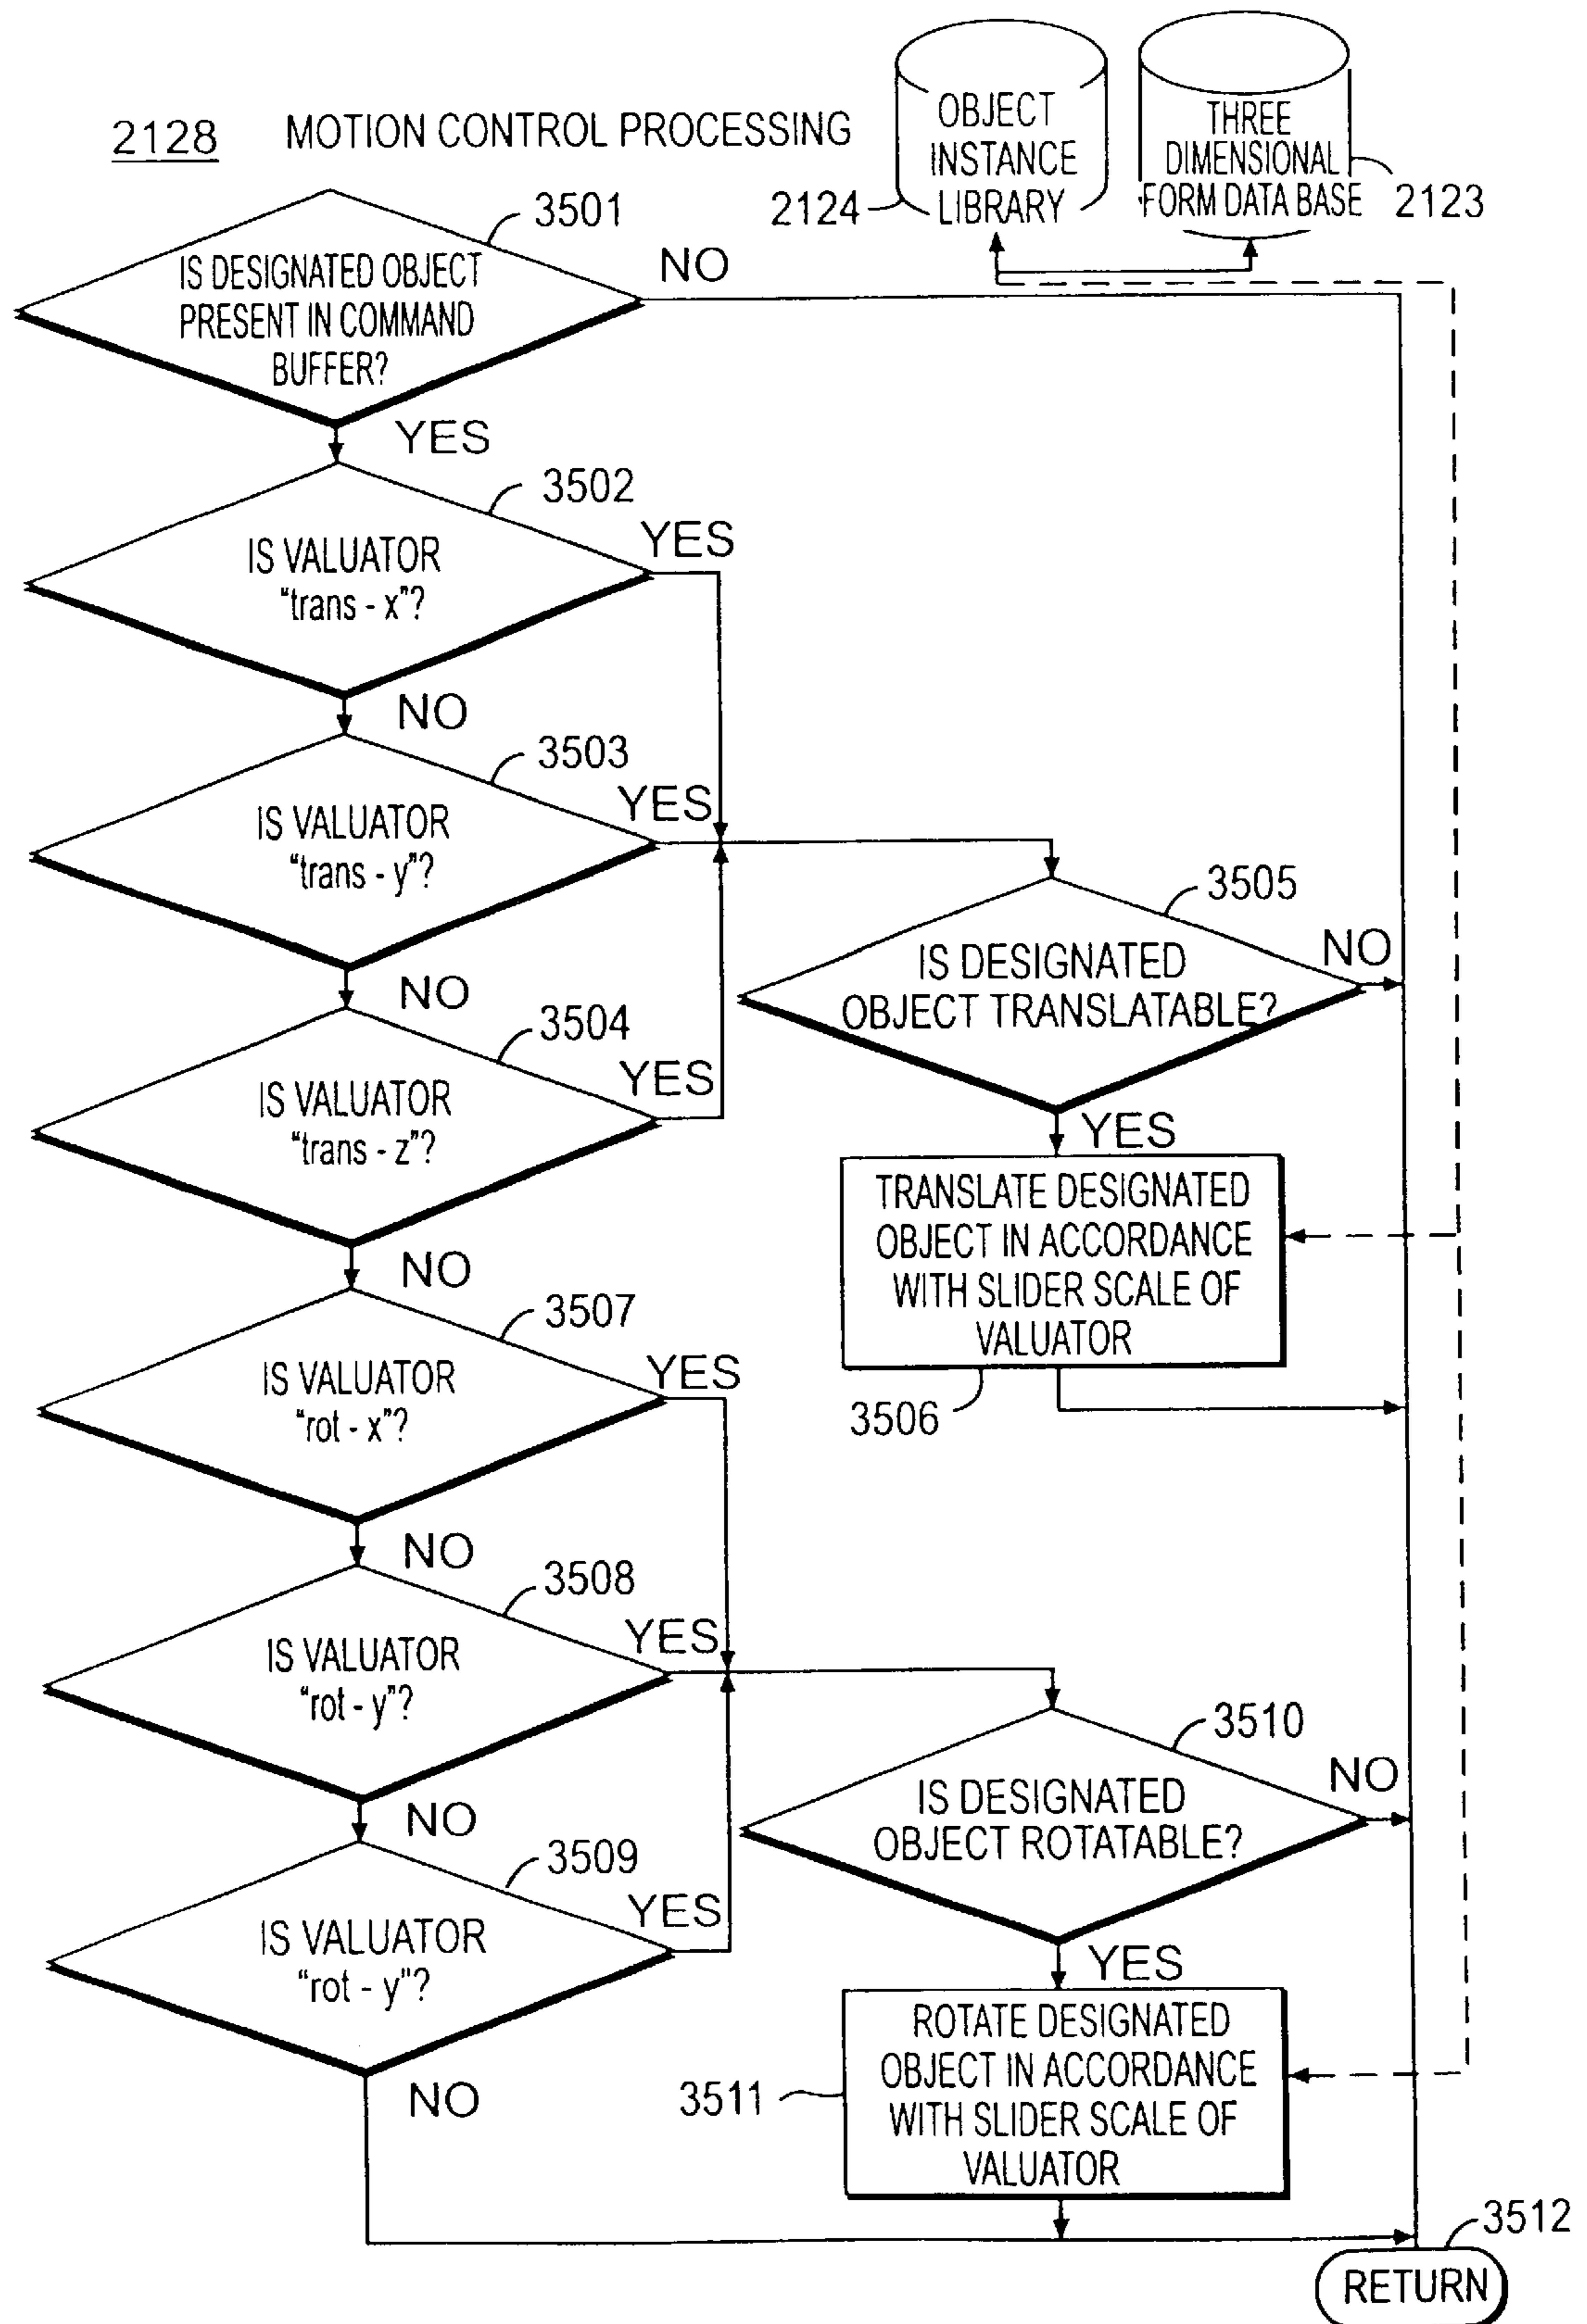 2128 MOTION CONTROL PROCESSING
OBJECT
INSTANCE
LIBRARY
2124
THREE
DIMENSIONAL
FORM DATA BASE
2123
3501
IS DESIGNATED OBJECT
PRESENT IN COMMAND
BUFFER?
NO
YES
3502
IS VALUATOR
"trans - x"?
YES
NO
3503
IS VALUATOR
"trans - y"?
YES
NO
3504
IS VALUATOR
"trans - z"?
YES
NO
3505
IS DESIGNATED
OBJECT TRANSLATABLE?
NO
YES
TRANSLATE DESIGNATED
OBJECT IN ACCORDANCE
WITH SLIDER SCALE OF
VALUATOR
3506
3507
IS VALUATOR
"rot - x"?
YES
NO
3508
IS VALUATOR
"rot - y"?
YES
NO
3509
IS VALUATOR
"rot - y"?
YES
NO
3510
IS DESIGNATED
OBJECT ROTATABLE?
NO
YES
ROTATE DESIGNATED
OBJECT IN ACCORDANCE
WITH SLIDER SCALE OF
VALUATOR
3511
3512
RETURN